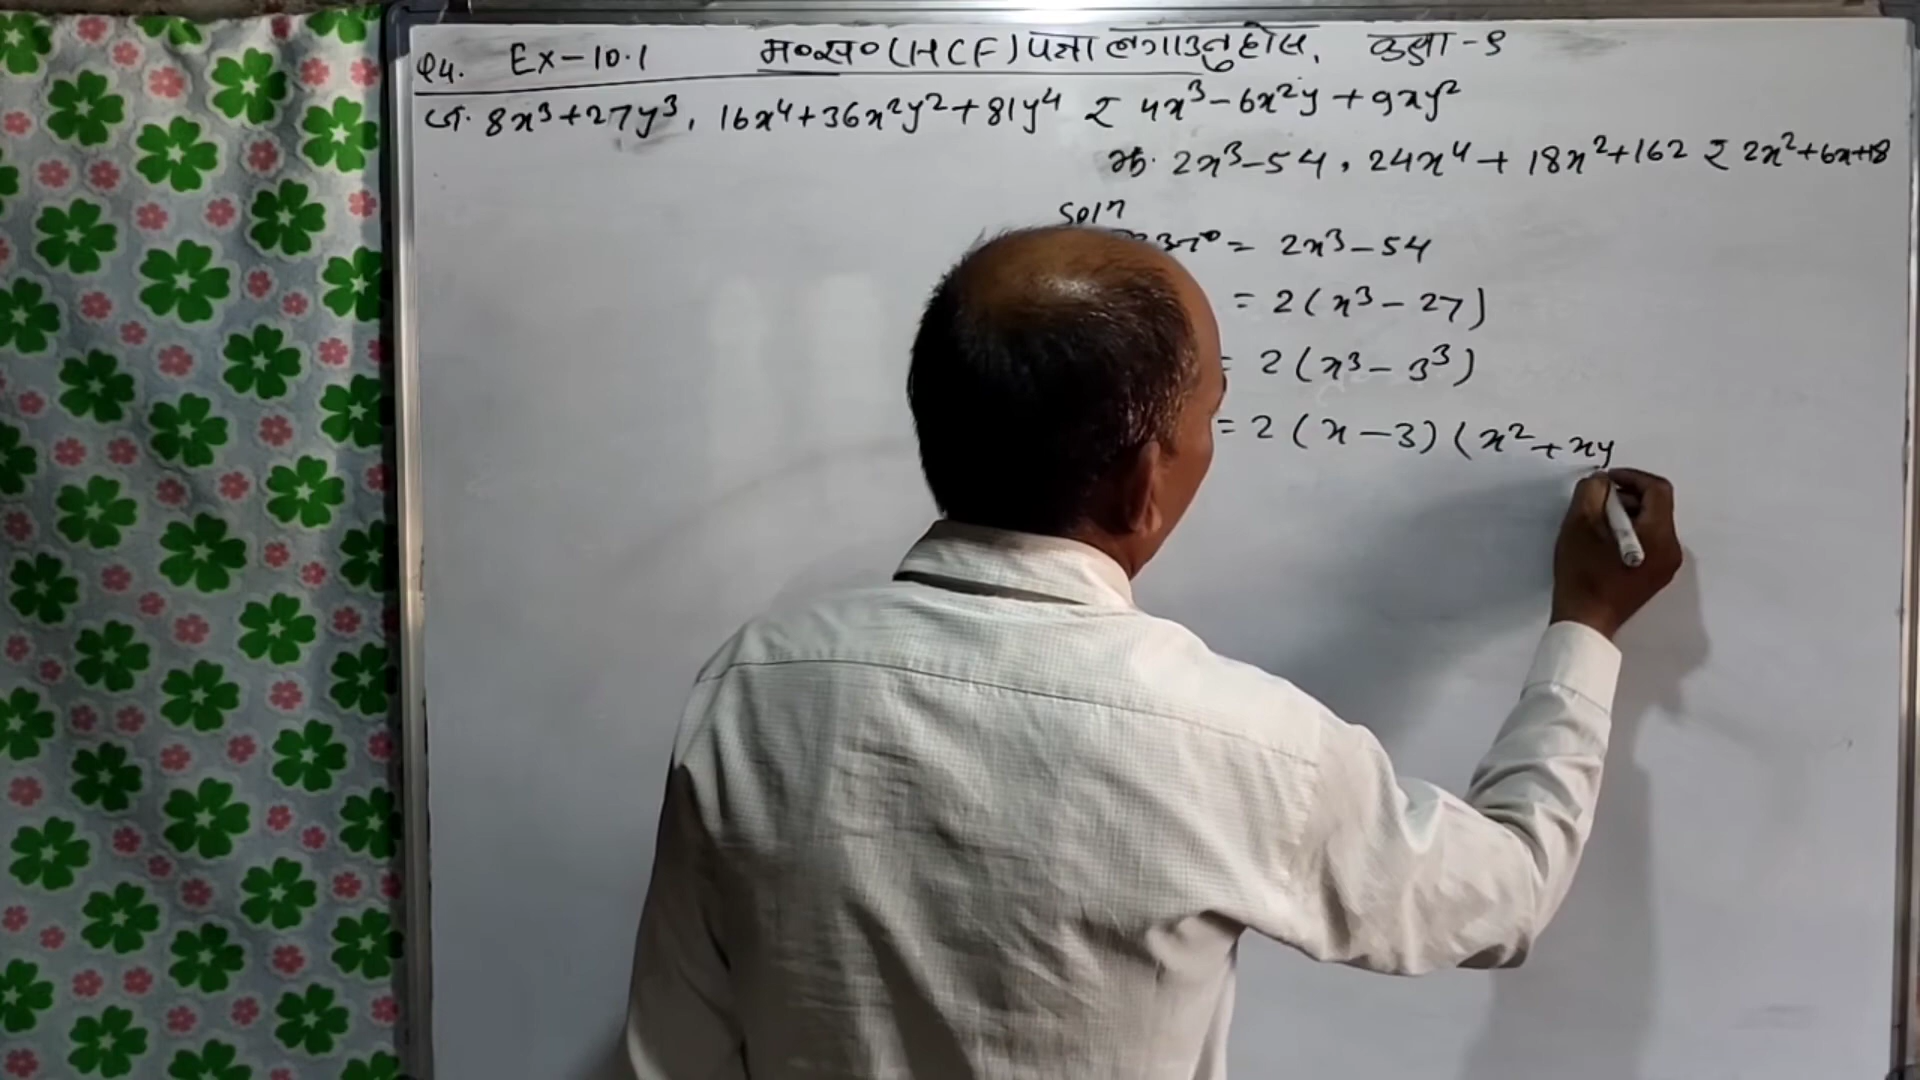 Q4. Ex-10.1 म०स० (HCF) पत्ता लगाउनुहोस्, कक्षा - ९
ज. 8x³+27y³, 16x⁴+36x²y²+81y⁴ र 4x³-6x²y+9xy²
झ. 2x³-54, 24x⁴+18x²+162 र 2x²+6x+18
Solⁿ
= 2x³-54
= 2(x³-27)
= 2(x³-3³)
= 2(x-3)(x²+xy